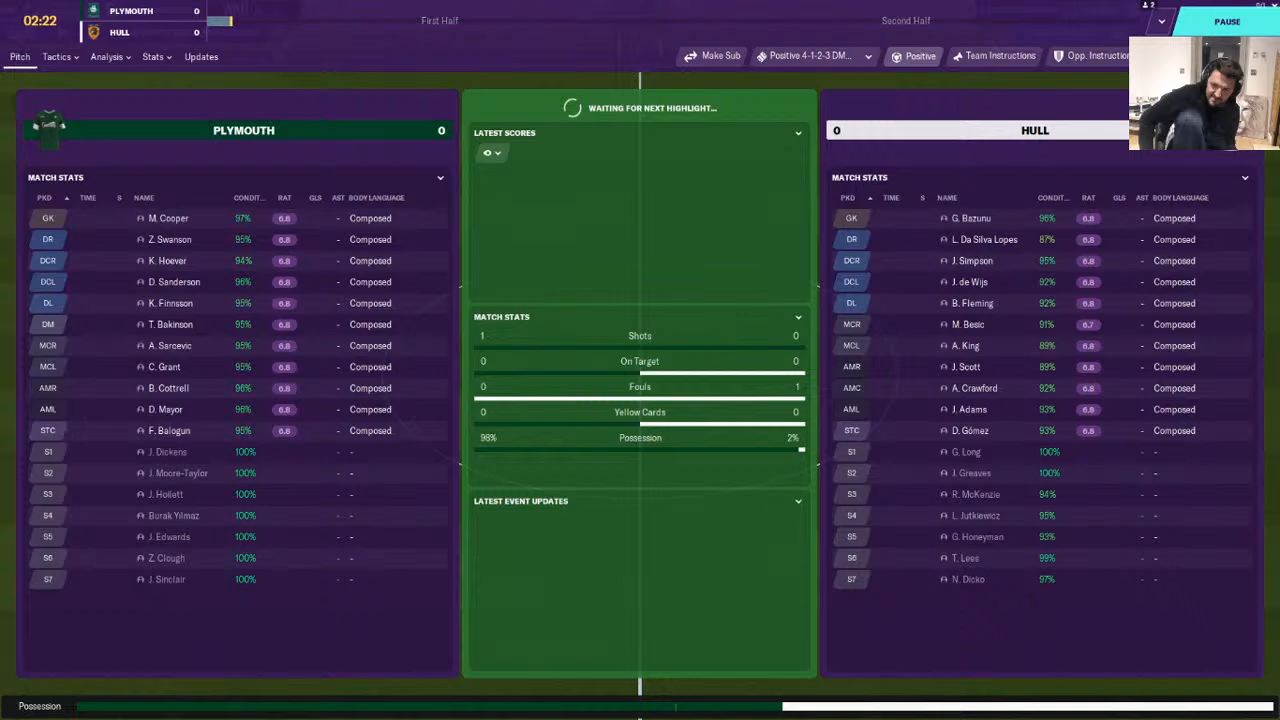 02:22
PLYMOUTH 0
HULL 0
First Half
Second Half
2
PAUSE
Pitch Tactics Analysis Stats Updates
Make Sub
Positive 4-1-2-3 DM...
Positive
Team Instructions
Opp. Instruction
PLYMOUTH 0
MATCH STATS
PKD TIME S NAME CONDIT... RAT GLS AST BODY LANGUAGE
GK M. Cooper 97% 6.8 - Composed
DR Z. Swanson 95% 6.8 - Composed
DCR K. Hoever 94% 6.8 - Composed
DCL D. Sanderson 96% 6.8 - Composed
DL K. Finnsson 95% 6.8 - Composed
DM T. Bakinson 95% 6.8 - Composed
MCR A. Sarcevic 95% 6.8 - Composed
MCL C. Grant 95% 6.8 - Composed
AMR B. Cottrell 96% 6.8 - Composed
AML D. Mayor 96% 6.8 - Composed
STC F. Balogun 95% 6.8 - Composed
S1 J. Dickens 100%
S2 J. Moore-Taylor 100% - -
S3 J. Hollett 100% - -
S4 Burak Yılmaz 100% - -
S5 J. Edwards 100% - -
S6 Z. Clough 100% - -
S7 J. Sinclair 100% - -
WAITING FOR NEXT HIGHLIGHT...
LATEST SCORES
MATCH STATS
1 Shots 0
0 On Target 0
0 Fouls 1
0 Yellow Cards 0
98% Possession 2%
LATEST EVENT UPDATES
0 HULL
MATCH STATS
PKD TIME S NAME CONDIT... RAT GLS AST BODY LANGUAGE
GK G. Bazunu 96% 6.8 - Composed
DR L. Da Silva Lopes 87% 6.8 - Composed
DCR J. Simpson 95% 6.8 - Composed
DCL J. de Wijs 92% 6.8 - Composed
DL B. Fleming 92% 6.8 - Composed
MCR M. Besic 91% 6.7 - Composed
MCL A. King 89% 6.8 - Composed
AMR J. Scott 89% 6.8 - Composed
AMC A. Crawford 92% 6.8 - Composed
AML J. Adams 93% 6.8 - Composed
STC D. Gómez 93% 6.8 - Composed
S1 G. Long 100% - -
S2 J. Greaves 100% - -
S3 R. McKenzie 94% - -
S4 L. Jutkiewicz 95% - -
S5 G. Honeyman 93% - -
S6 T. Lees 99% - -
S7 N. Dicko 97% - -
Possession